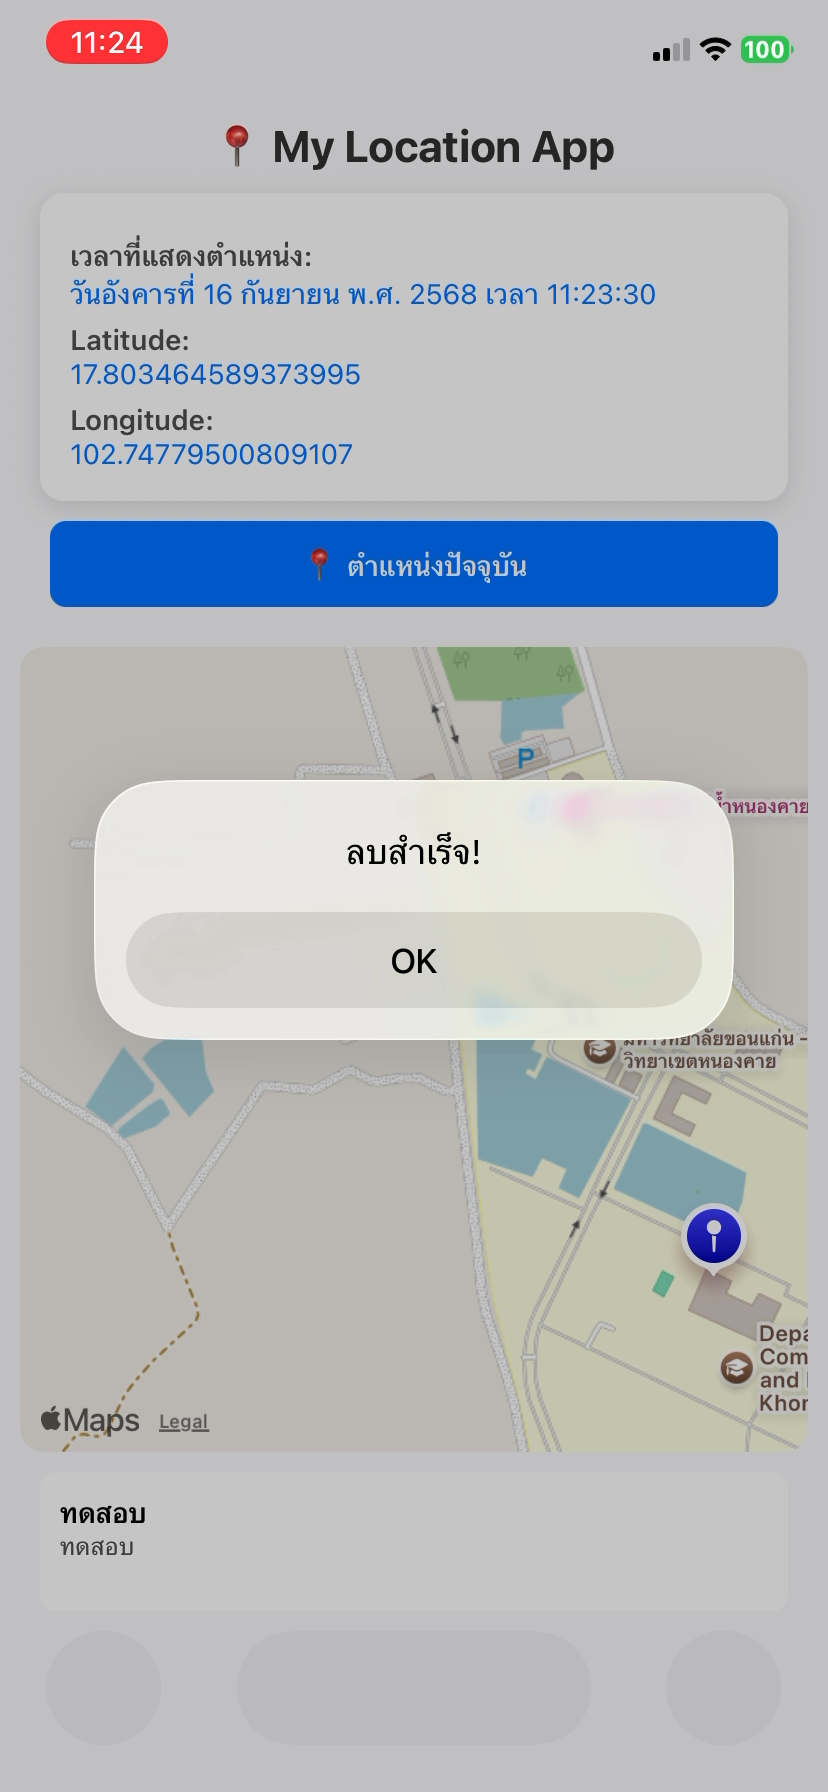 11:24
100
My Location App
เวลาที่แสดงตำแหน่ง:
วันอังคารที่ 16 กันยายน พ.ศ. 2568 เวลา 11:23:30
Latitude:
17.803464589373995
Longitude:
102.74779500809107
ตำแหน่งปัจจุบัน
P
น้ำหนองคาย
ลบสำเร็จ!
OK
มหาวิทยาลัยขอนแก่น -
วิทยาเขตหนองคาย
Depa
Com
and
Khon
Maps
Legal
ทดสอบ
ทดสอบ